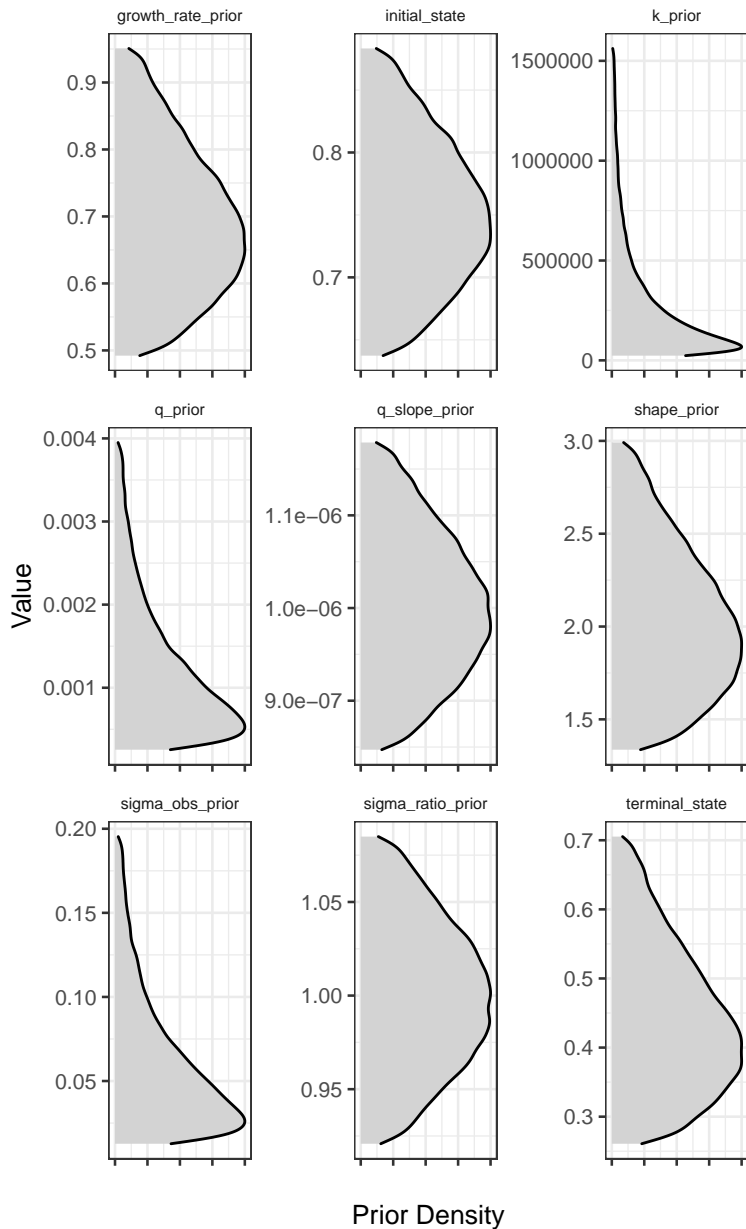 growth_rate_prior
initial_state
k_prior
0.9
0.8
0.7
0.6
0.5
0.8
0.7
1500000
1000000
500000
0
q_prior
q_slope_prior
shape_prior
0.004
0.003
0.002
0.001
1.1e−06
1.0e−06
9.0e−07
3.0
2.5
2.0
1.5
Value
sigma_obs_prior
sigma_ratio_prior
terminal_state
0.20
0.15
0.10
0.05
1.05
1.00
0.95
0.7
0.6
0.5
0.4
0.3
Prior Density